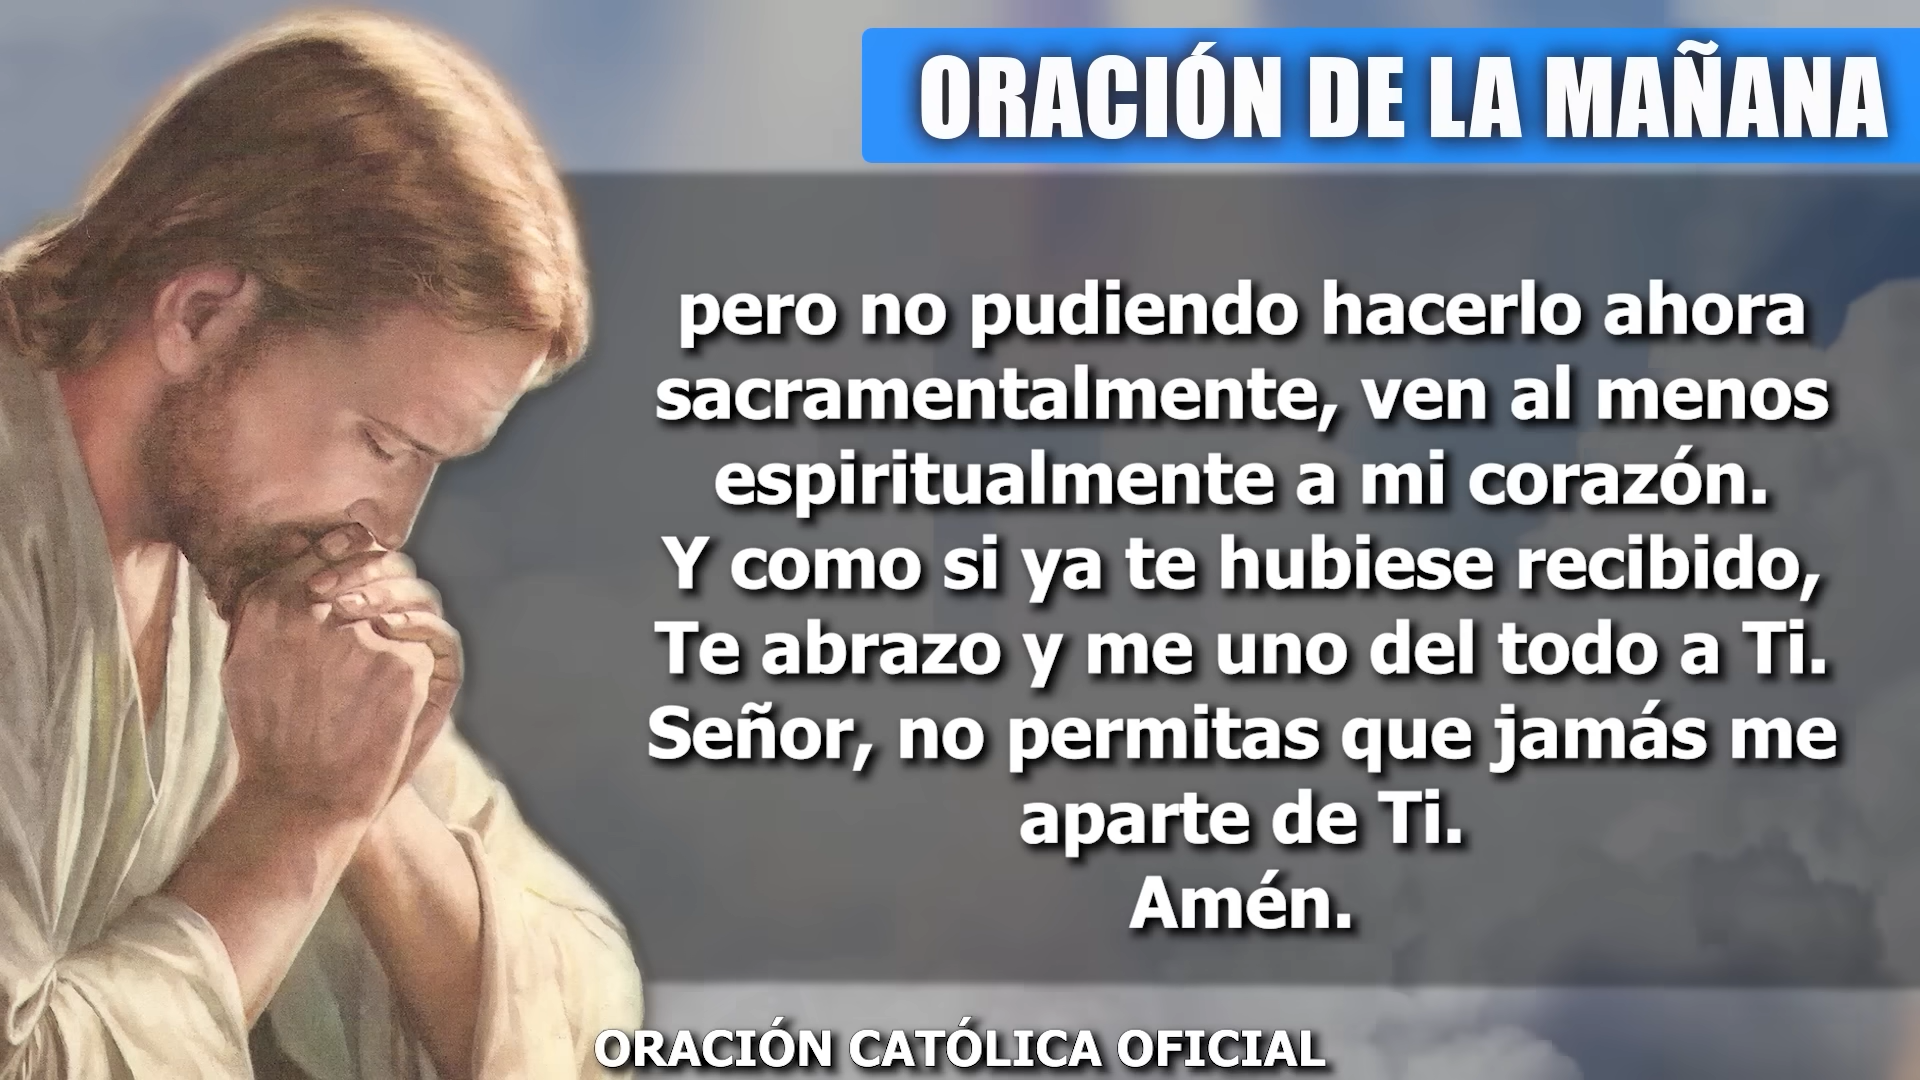 ORACIÓN DE LA MAÑANA
pero no pudiendo hacerlo ahora
sacramentalmente, ven al menos
espiritualmente a mi corazón.
Y como si ya te hubiese recibido,
Te abrazo y me uno del todo a Ti.
Señor, no permitas que jamás me
aparte de Ti.
Amén.
ORACIÓN CATÓLICA OFICIAL